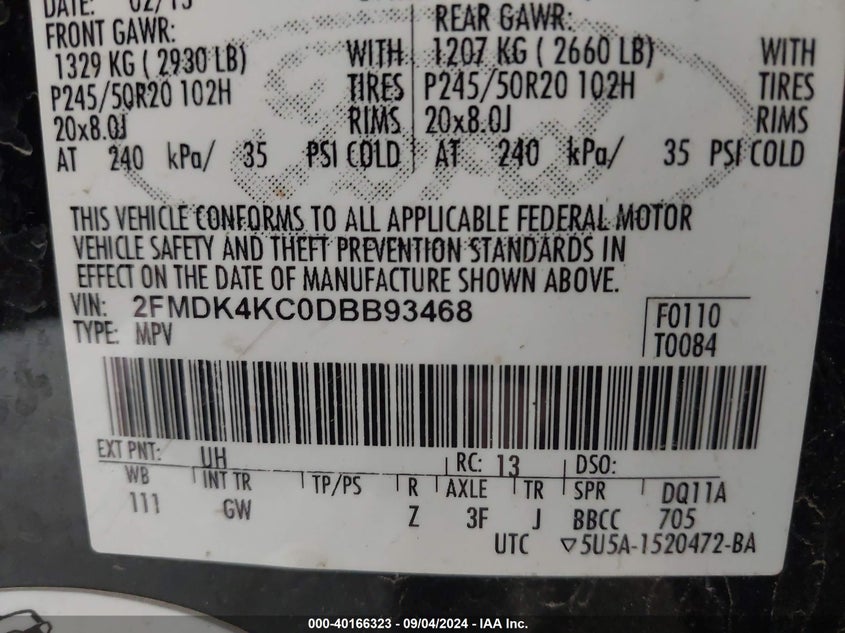 DATE: 02/13
FRONT GAWR: REAR GAWR:
1329 KG ( 2930 LB) WITH 1207 KG ( 2660 LB) WITH
P245/50R20 102H TIRES P245/50R20 102H TIRES
20x8.0J RIMS 20x8.0J RIMS
AT 240 kPa/ 35 PSI COLD AT 240 kPa/ 35 PSI COLD
THIS VEHICLE CONFORMS TO ALL APPLICABLE FEDERAL MOTOR
VEHICLE SAFETY AND THEFT PREVENTION STANDARDS IN
EFFECT ON THE DATE OF MANUFACTURE SHOWN ABOVE.
VIN: 2FMDK4KC0DBB93468 F0110
TYPE: MPV T0084
EXT PNT: UH RC: 13 DSO:
WB INT TR TP/PS R AXLE TR SPR DQ11A
111 GW Z 3F J BBCC 705
UTC ▽5U5A-1520472-BA
000-40166323 - 09/04/2024 - IAA Inc.